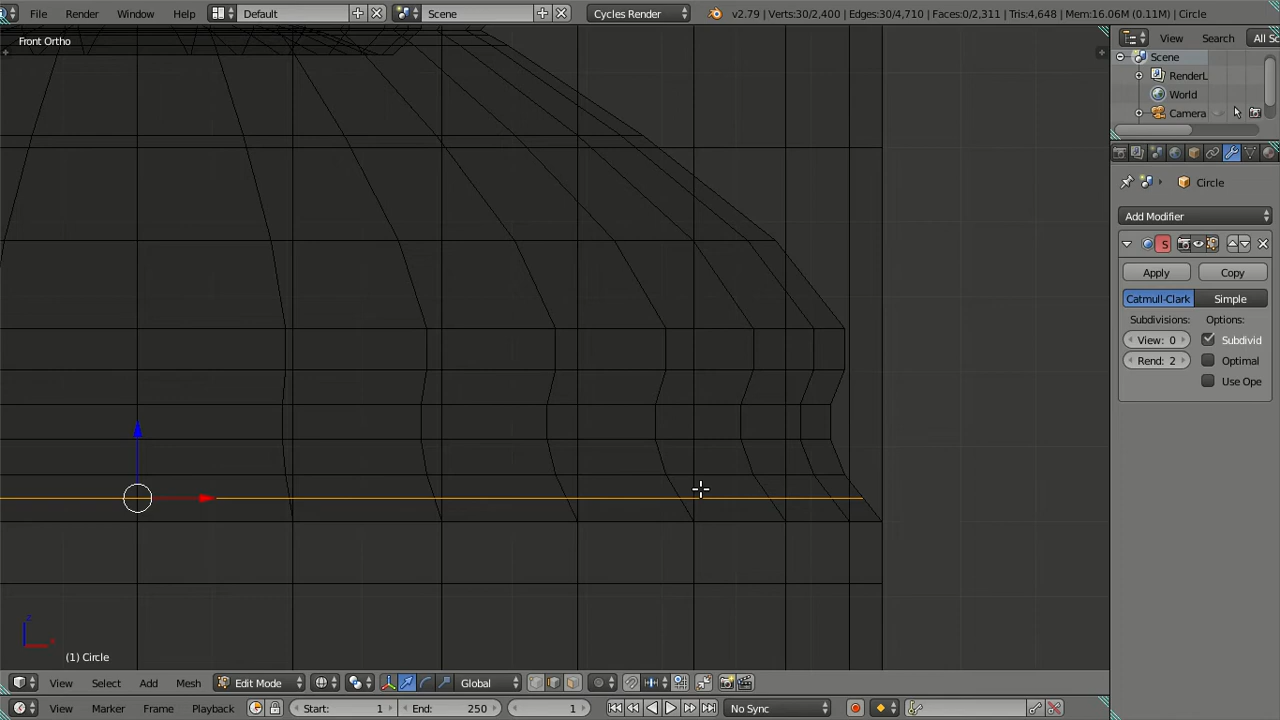 File Render Window Help Default Scene Cycles Render v2.79 | Verts:30/2,400 | Edges:30/4,710 | Faces:0/2,311 | Tris:4,648 | Mem:16.06M (0.11M) | Circle
Front Ortho
View Search All Sc
Scene
RenderL
World
Camera
Circle
Add Modifier
S
Apply Copy
Catmull-Clark Simple
Subdivisions: Options:
View: 0 Subdivid
Rend: 2 Optimal
Use Ope
z
x
(1) Circle
View Select Add Mesh Edit Mode Global
View Marker Frame Playback Start: 1 End: 250 1 No Sync